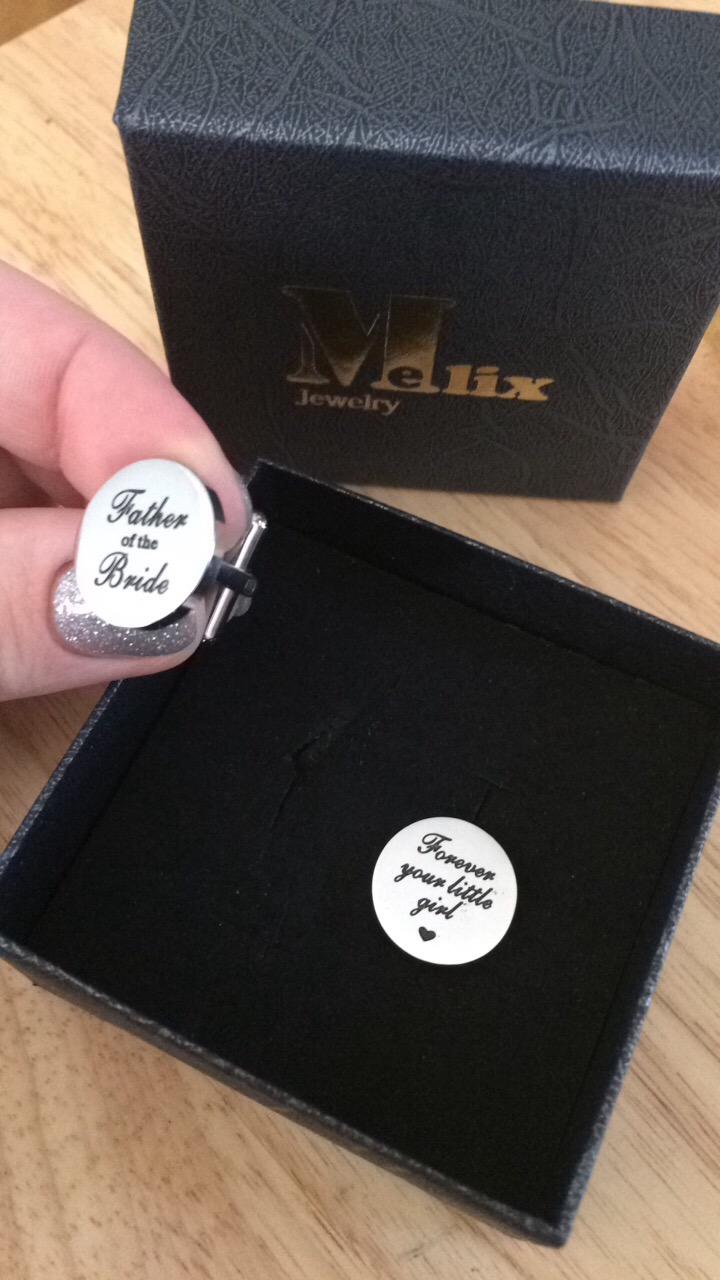 Melix
Jewelry
Father
of the
Bride
Forever
your little
girl
♥